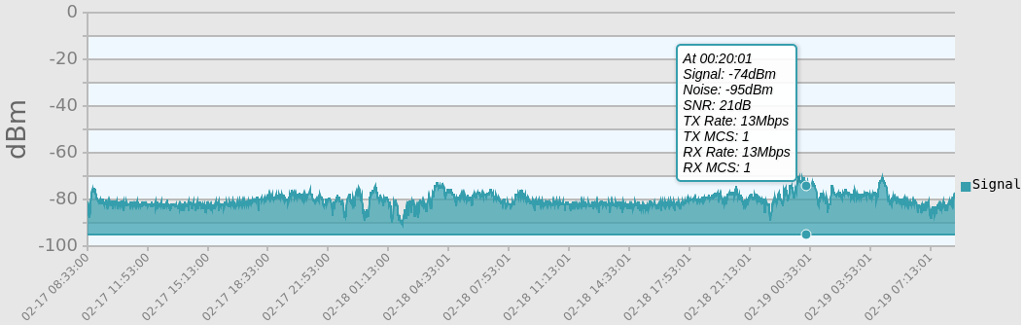 0
-20
-40
-60
-80
-100
dBm
At 00:20:01
Signal: -74dBm
Noise: -95dBm
SNR: 21dB
TX Rate: 13Mbps
TX MCS: 1
RX Rate: 13Mbps
RX MCS: 1
Signal
02-17 08:33:00
02-17 11:53:00
02-17 15:13:00
02-17 18:33:00
02-17 21:53:00
02-18 01:13:00
02-18 04:33:01
02-18 07:53:01
02-18 11:13:01
02-18 14:33:01
02-18 17:53:01
02-18 21:13:01
02-19 00:33:01
02-19 03:53:01
02-19 07:13:01